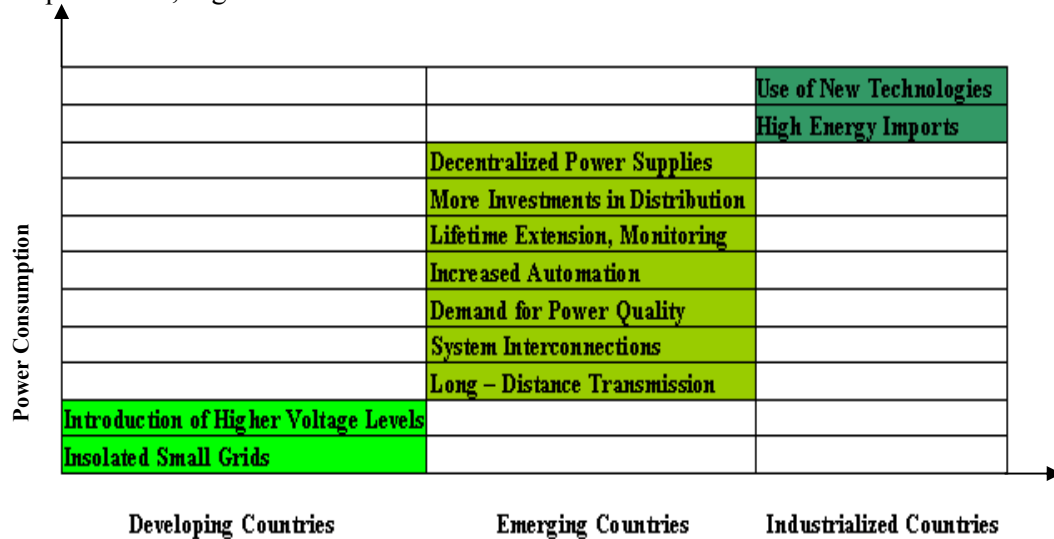 Use of New Technologies
High Energy Imports
Decentralized Power Supplies
More Investments in Distribution
Lifetime Extension, Monitoring
Increased Automation
Demand for Power Quality
System Interconnections
Long – Distance Transmission
Introduction of Higher Voltage Levels
Insolated Small Grids
Power Consumption
Developing Countries Emerging Countries Industrialized Countries